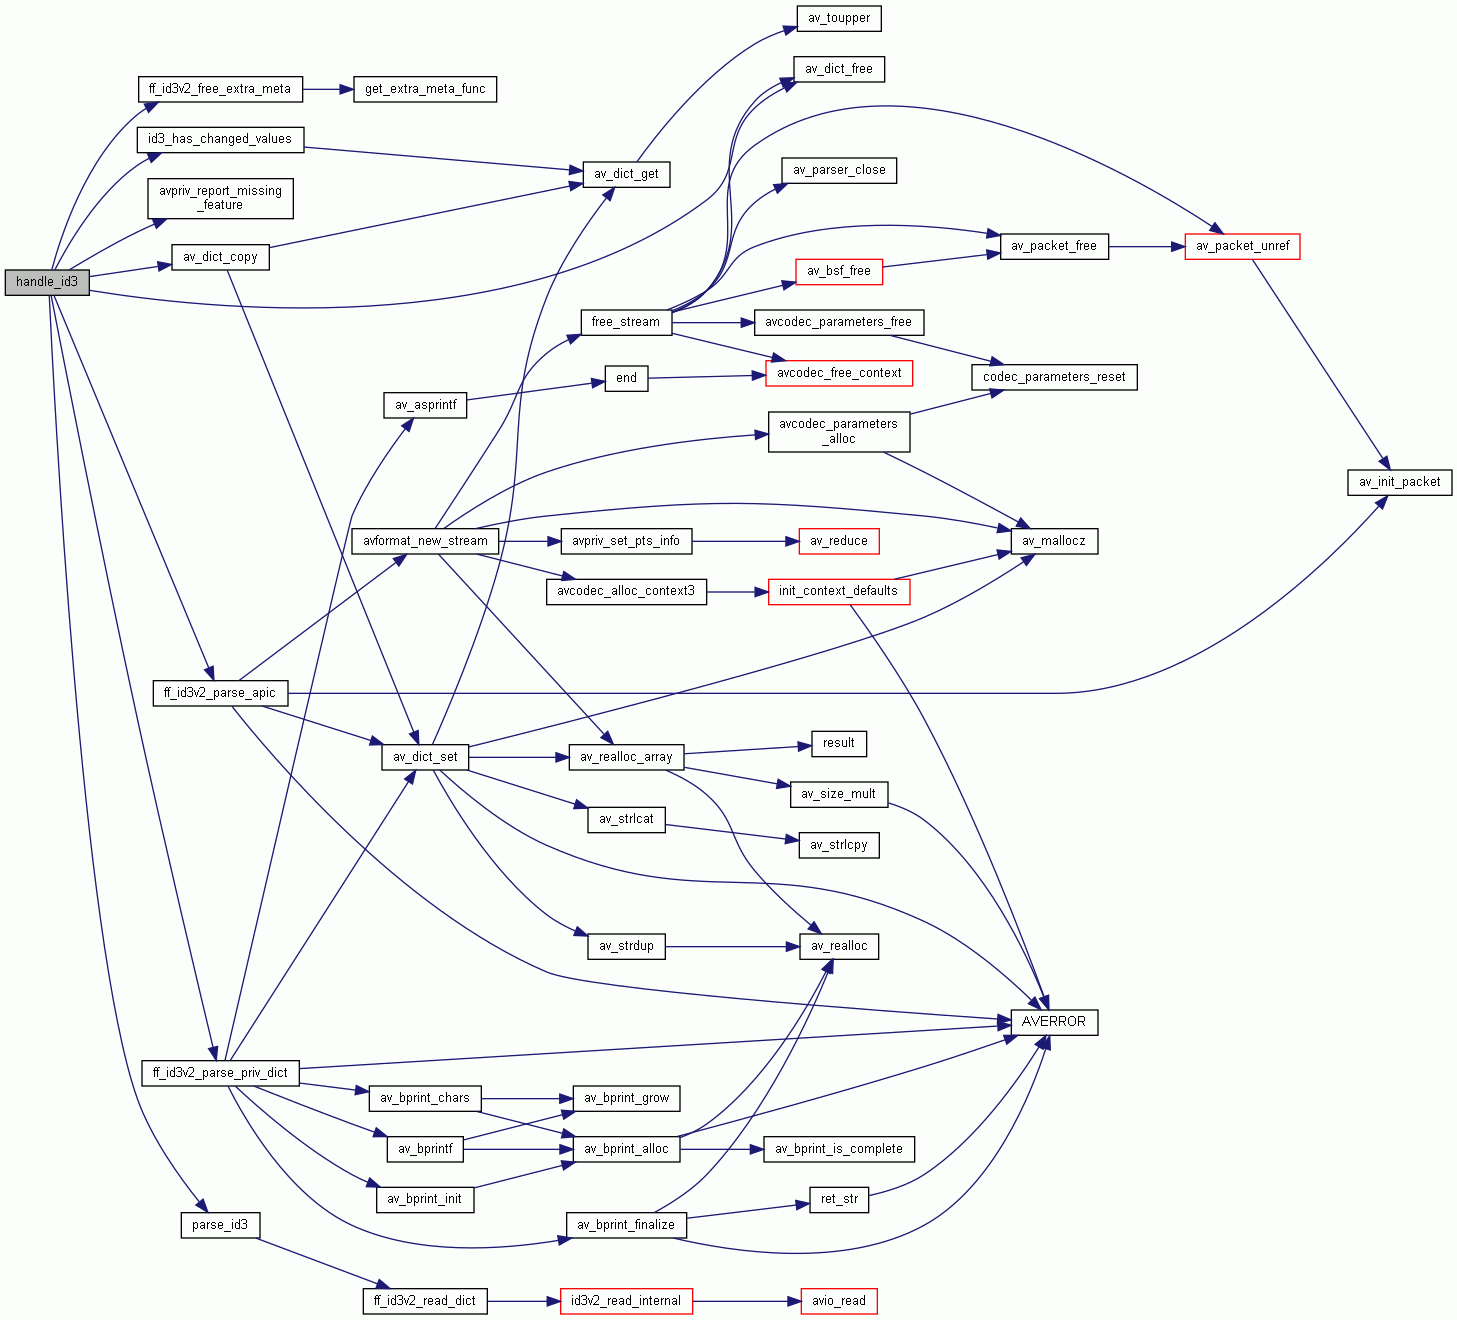 av_toupper
av_dict_free
ff_id3v2_free_extra_meta
get_extra_meta_func
id3_has_changed_values
av_dict_get
av_parser_close
avpriv_report_missing
_feature
av_dict_copy
av_packet_free
av_packet_unref
handle_id3
av_bsf_free
free_stream
avcodec_parameters_free
avcodec_free_context
codec_parameters_reset
end
av_asprintf
avcodec_parameters
_alloc
av_init_packet
avformat_new_stream
avpriv_set_pts_info
av_reduce
av_mallocz
avcodec_alloc_context3
init_context_defaults
ff_id3v2_parse_apic
av_dict_set
av_realloc_array
result
av_size_mult
av_strlcat
av_strlcpy
av_strdup
av_realloc
AVERROR
ff_id3v2_parse_priv_dict
av_bprint_chars
av_bprint_grow
av_bprintf
av_bprint_alloc
av_bprint_is_complete
av_bprint_init
ret_str
parse_id3
av_bprint_finalize
ff_id3v2_read_dict
id3v2_read_internal
avio_read